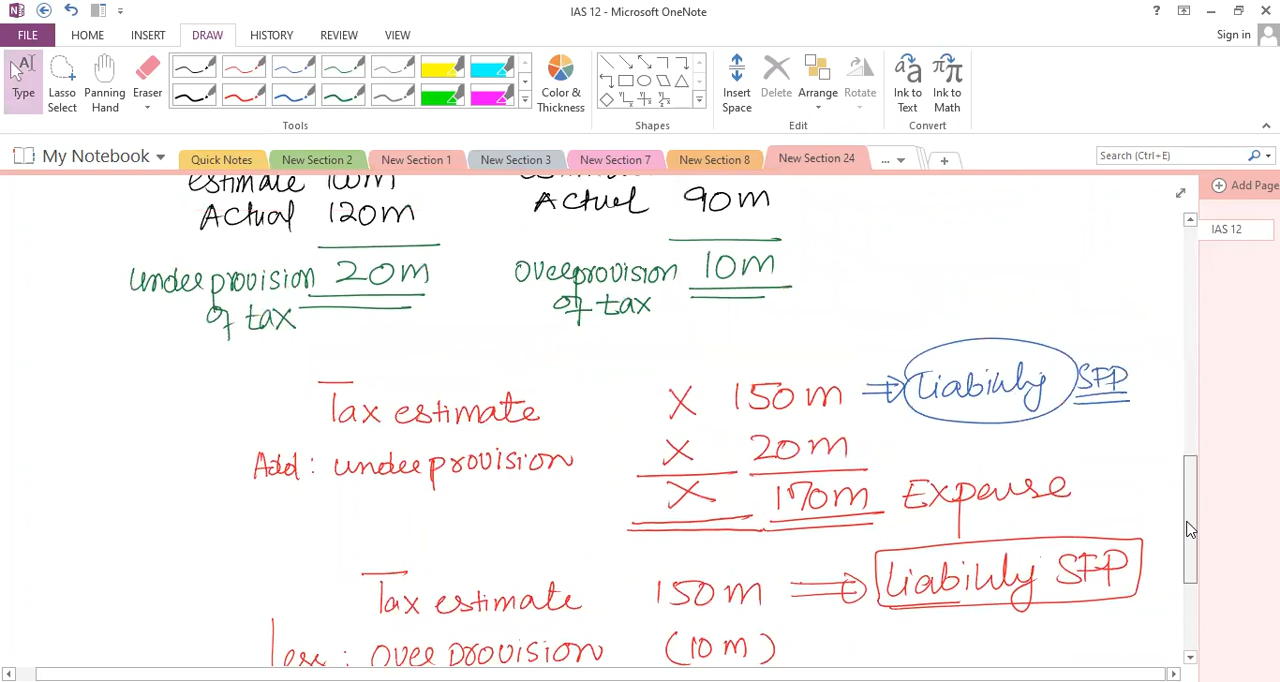 IAS 12 - Microsoft OneNote
Sign in
FILE HOME INSERT DRAW HISTORY REVIEW VIEW
Type
Lasso Select
Panning Hand
Eraser
Color & Thickness
Insert Space
Delete
Arrange
Rotate
Ink to Text
Ink to Math
Tools
Shapes
Edit
Convert
My Notebook
Quick Notes
New Section 2
New Section 1
New Section 3
New Section 7
New Section 8
New Section 24
...
Search (Ctrl+E)
Add Page
IAS 12
estimate 100m
Actual 120m
Actual 90m
underprovision 20m
of tax
overprovision 10m
of tax
Tax estimate X 150m ⇒ Liability SFP
Add: underprovision X 20m
X 170m Expense
Tax estimate 150m ⇒ Liability SFP
Less: overprovision (10m)